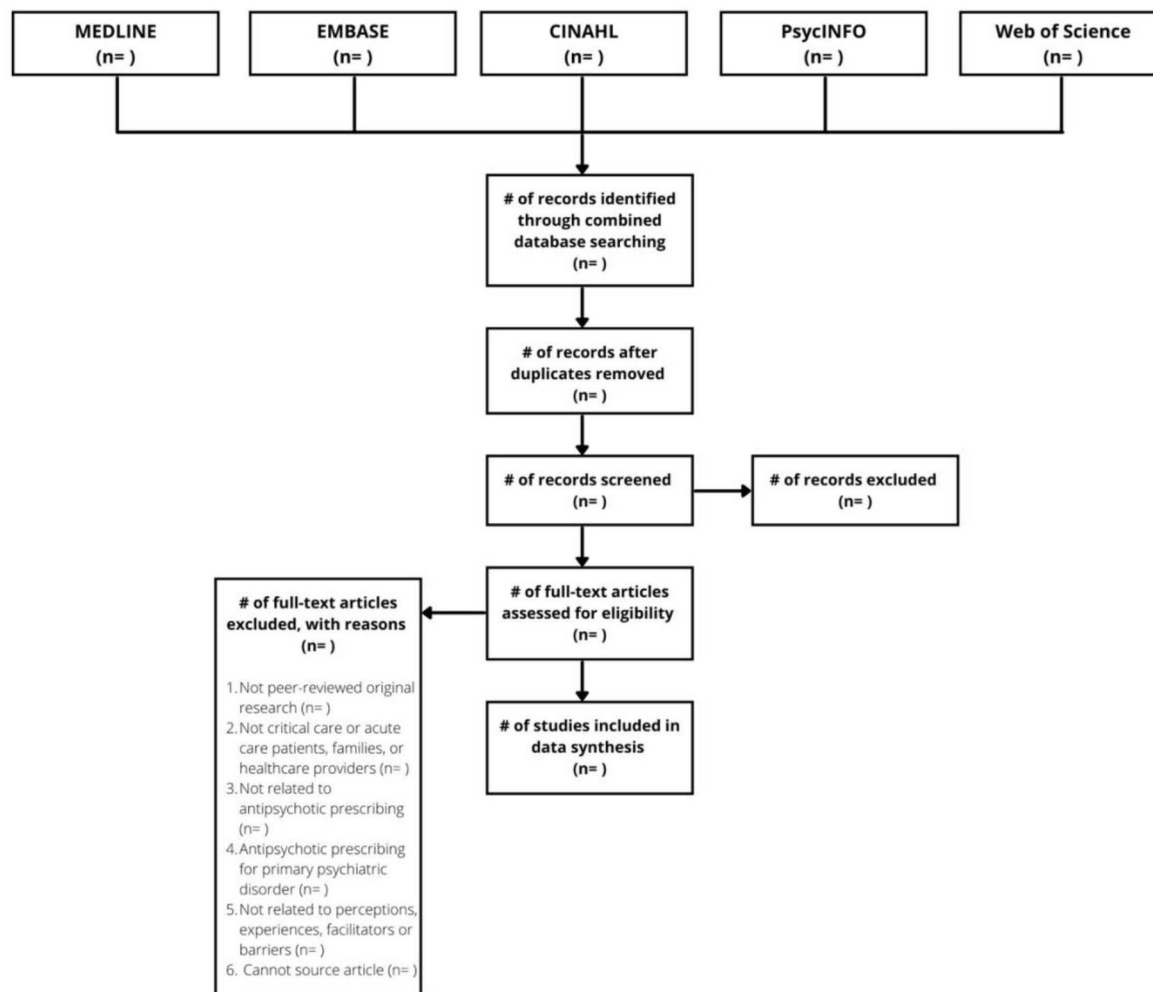 MEDLINE
(n= )
EMBASE
(n= )
CINAHL
(n= )
PsycINFO
(n= )
Web of Science
(n= )
# of records identified
through combined
database searching
(n= )
# of records after
duplicates removed
(n= )
# of records screened
(n= )
# of records excluded
(n= )
# of full-text articles
assessed for eligibility
(n= )
# of full-text articles
excluded, with reasons
(n= )
1. Not peer-reviewed original
research (n= )
2. Not critical care or acute
care patients, families, or
healthcare providers (n= )
3. Not related to
antipsychotic prescribing
(n= )
4. Antipsychotic prescribing
for primary psychiatric
disorder (n= )
5. Not related to perceptions,
experiences, facilitators or
barriers (n= )
6. Cannot source article (n= )
# of studies included in
data synthesis
(n= )